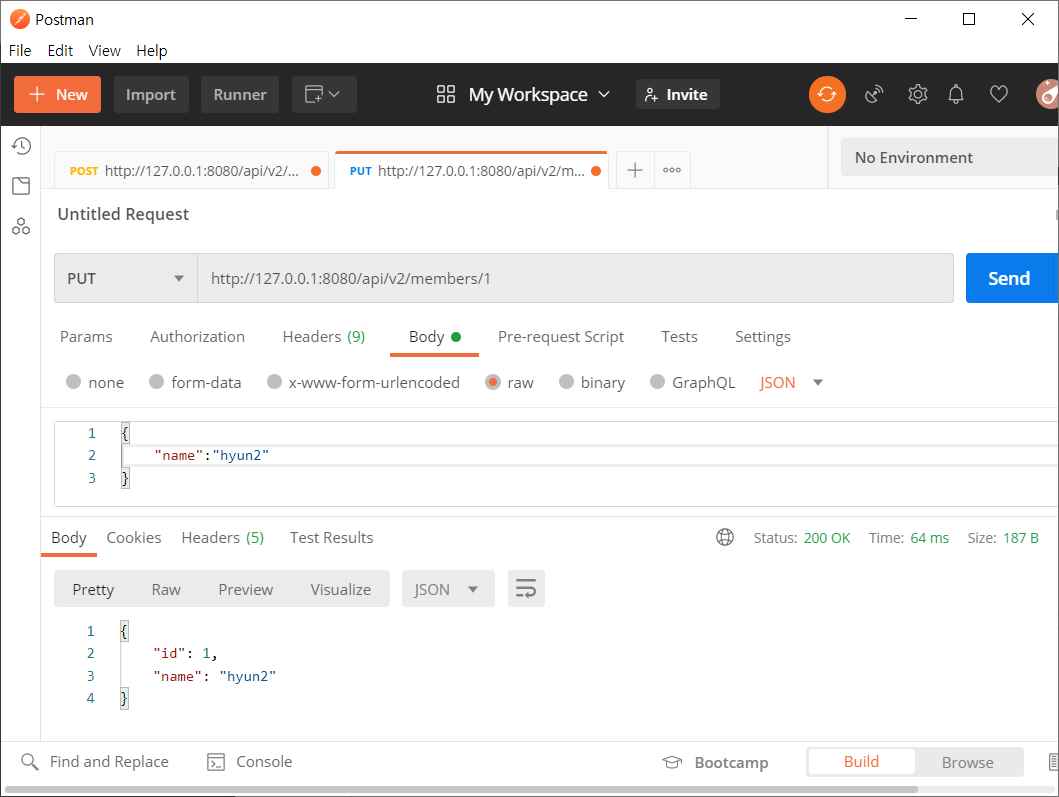 Postman
File Edit View Help
New Import Runner My Workspace Invite
POST http://127.0.0.1:8080/api/v2/... PUT http://127.0.0.1:8080/api/v2/m... No Environment
Untitled Request
PUT http://127.0.0.1:8080/api/v2/members/1 Send
Params Authorization Headers (9) Body Pre-request Script Tests Settings
none form-data x-www-form-urlencoded raw binary GraphQL JSON
1 {
2 "name":"hyun2"
3 }
Body Cookies Headers (5) Test Results Status: 200 OK Time: 64 ms Size: 187 B
Pretty Raw Preview Visualize JSON
1 {
2 "id": 1,
3 "name": "hyun2"
4 }
Find and Replace Console Bootcamp Build Browse